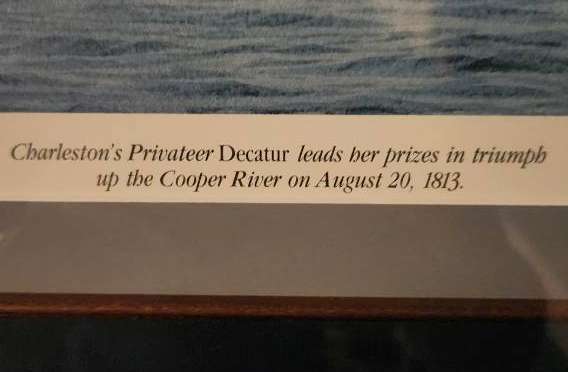 Charleston's Privateer Decatur leads her prizes in triumph
up the Cooper River on August 20, 1813.